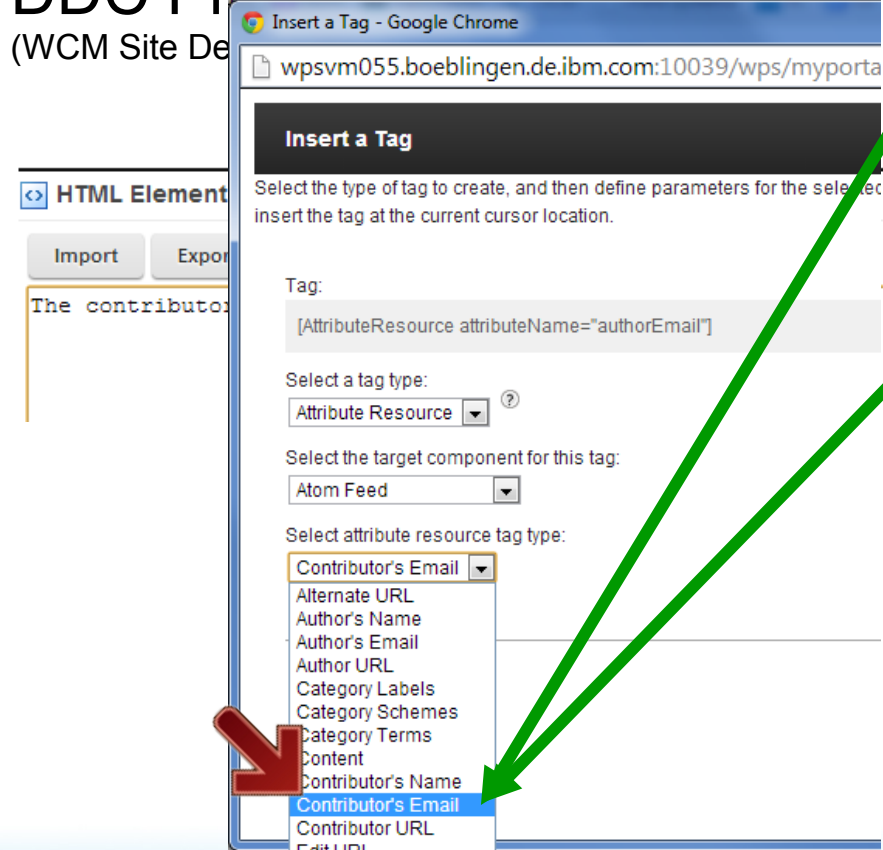 (WCM Site De
Insert a Tag - Google Chrome
wpsvm055.boeblingen.de.ibm.com:10039/wps/myporta
Insert a Tag
HTML Element
Select the type of tag to create, and then define parameters for the selected
insert the tag at the current cursor location.
Import
Expor
The contributor
Tag:
[AttributeResource attributeName="authorEmail"]
Select a tag type:
Attribute Resource
?
Select the target component for this tag:
Atom Feed
Select attribute resource tag type:
Contributor's Email
Alternate URL
Author's Name
Author's Email
Author URL
Category Labels
Category Schemes
Category Terms
Content
Contributor's Name
Contributor's Email
Contributor URL
Edit URL